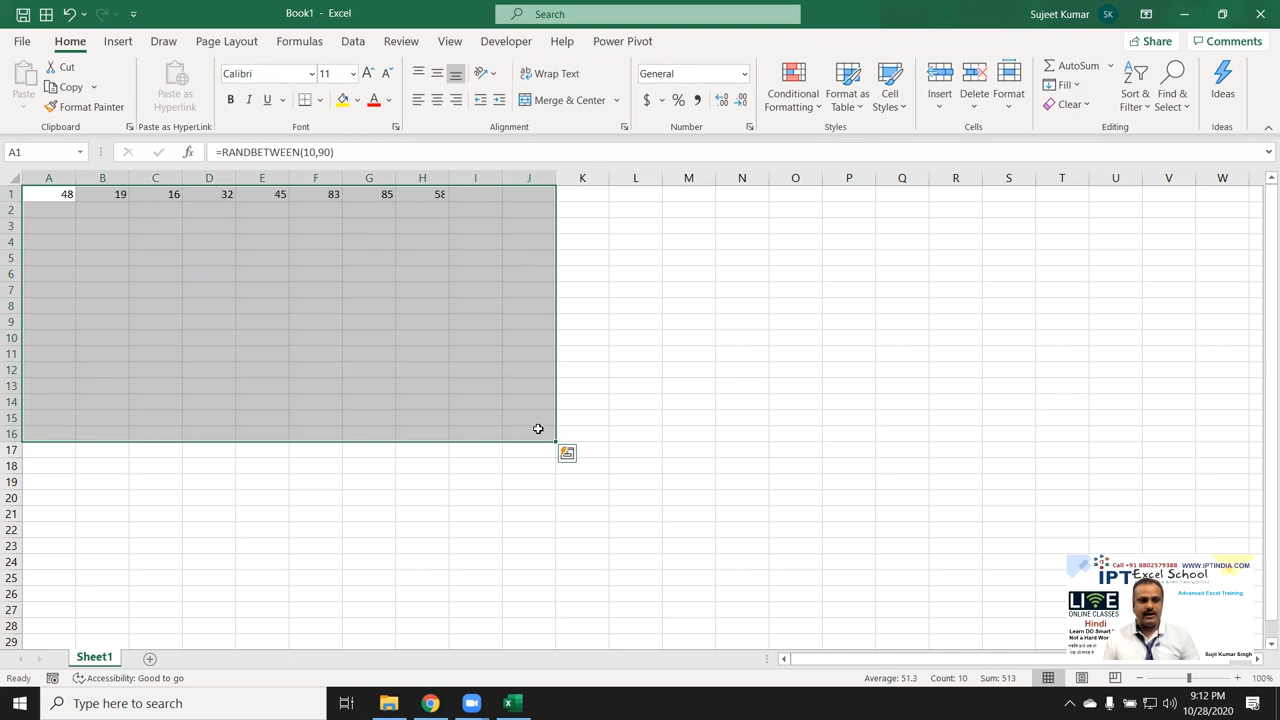 Book1 - Excel
Search
Sujeet Kumar
SK
File Home Insert Draw Page Layout Formulas Data Review View Developer Help Power Pivot
Share
Comments
Paste
Cut
Copy
Format Painter
Clipboard
Paste as
Hyperlink
Paste as HyperLink
Calibri
11
B I U
Font
Wrap Text
Merge & Center
Alignment
General
$ % ,
Number
Conditional
Formatting
Format as
Table
Cell
Styles
Styles
Insert
Delete
Format
Cells
AutoSum
Fill
Clear
Sort &
Filter
Find &
Select
Editing
Ideas
Ideas
A1
fx
=RANDBETWEEN(10,90)
A B C D E F G H I J K L M N O P Q R S T U V W
1 48 19 16 32 45 83 85 58
2
3
4
5
6
7
8
9
10
11
12
13
14
15
16
17
18
19
20
21
22
23
24
25
26
27
28
29
Call +91 8802579388 WWW.IPTINDIA.COM
IPT Excel School
LIVE
ONLINE CLASSES
Hindi
Advanced Excel Training
Sujit Kumar Singh
Sheet1
Ready
Accessibility: Good to go
Average: 51.3 Count: 10 Sum: 513
100%
Type here to search
9:12 PM
10/28/2020